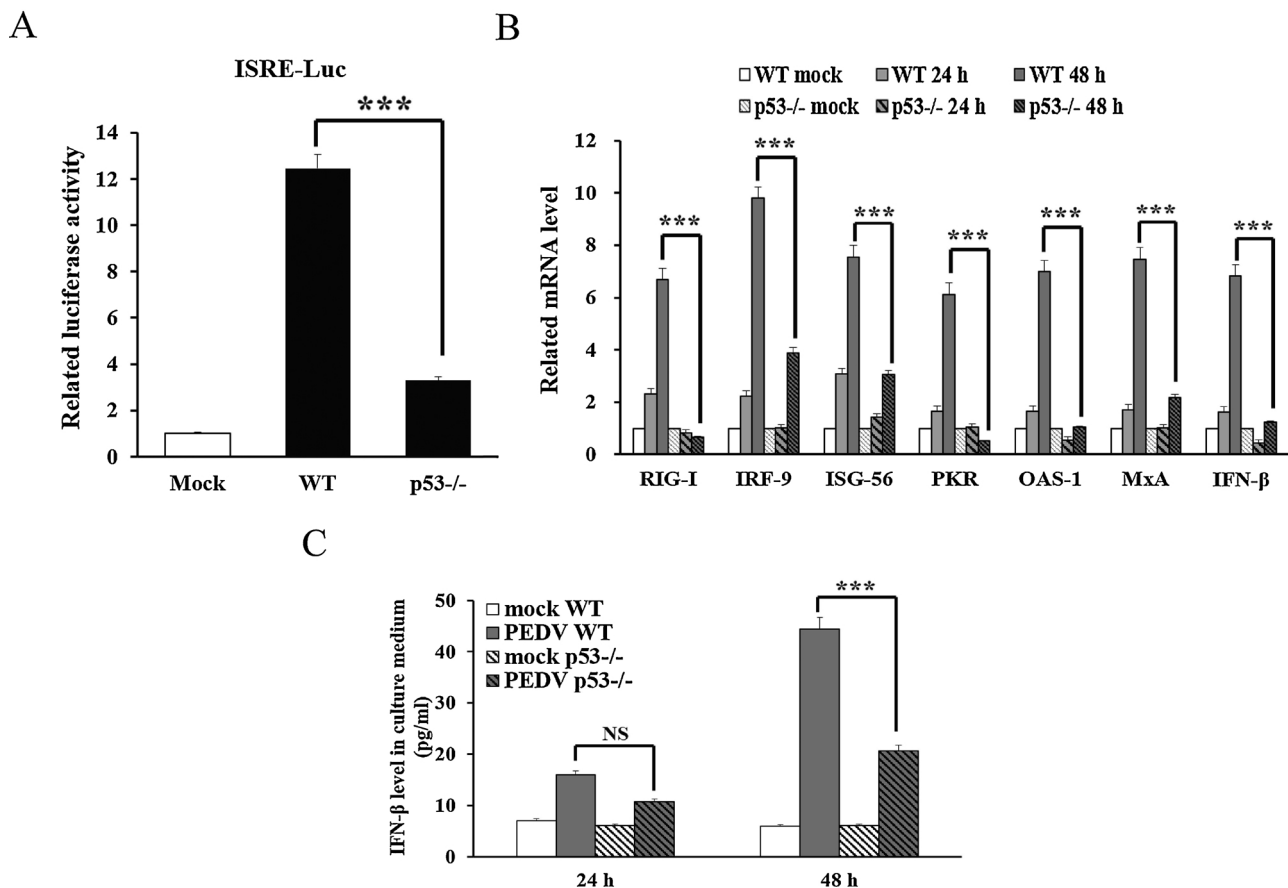 A
ISRE-Luc
***
Related luciferase activity
14
12
10
8
6
4
2
0
Mock WT p53-/-
B
WT mock WT 24 h WT 48 h
p53-/- mock p53-/- 24 h p53-/- 48 h
Related mRNA level
12
10
8
6
4
2
0
*** *** *** *** *** *** ***
RIG-I IRF-9 ISG-56 PKR OAS-1 MxA IFN-β
C
mock WT
PEDV WT
mock p53-/-
PEDV p53-/-
IFN-β level in culture medium
(pg/ml)
50
40
30
20
10
0
NS
***
24 h 48 h